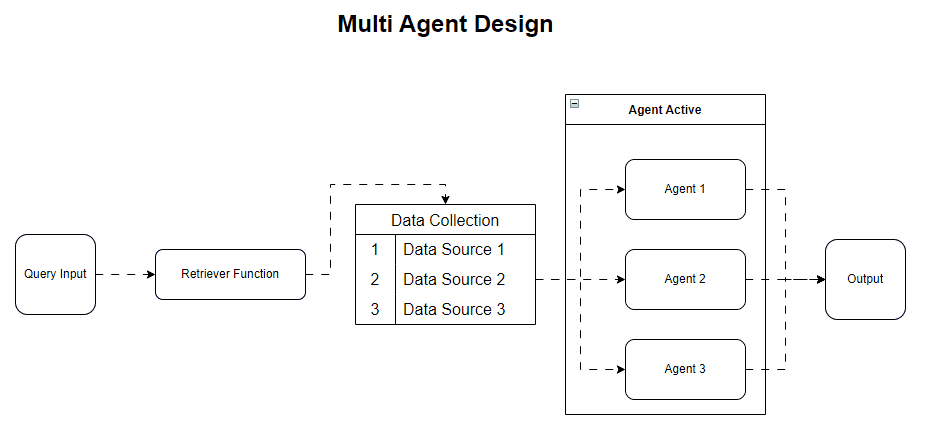 Multi Agent Design
Agent Active
Agent 1
Data Collection
Query Input
Retriever Function
1 Data Source 1
2 Data Source 2
3 Data Source 3
Agent 2
Output
Agent 3